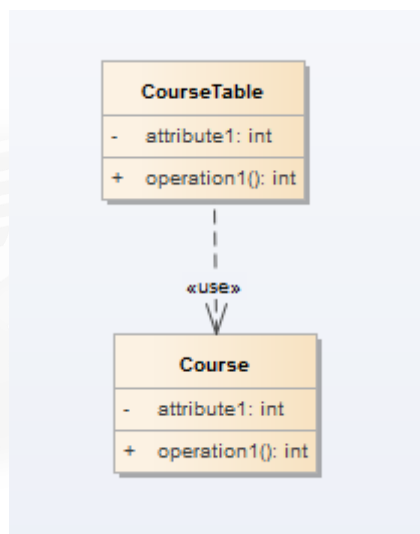 CourseTable
- attribute1: int
+ operation1(): int
«use»
Course
- attribute1: int
+ operation1(): int